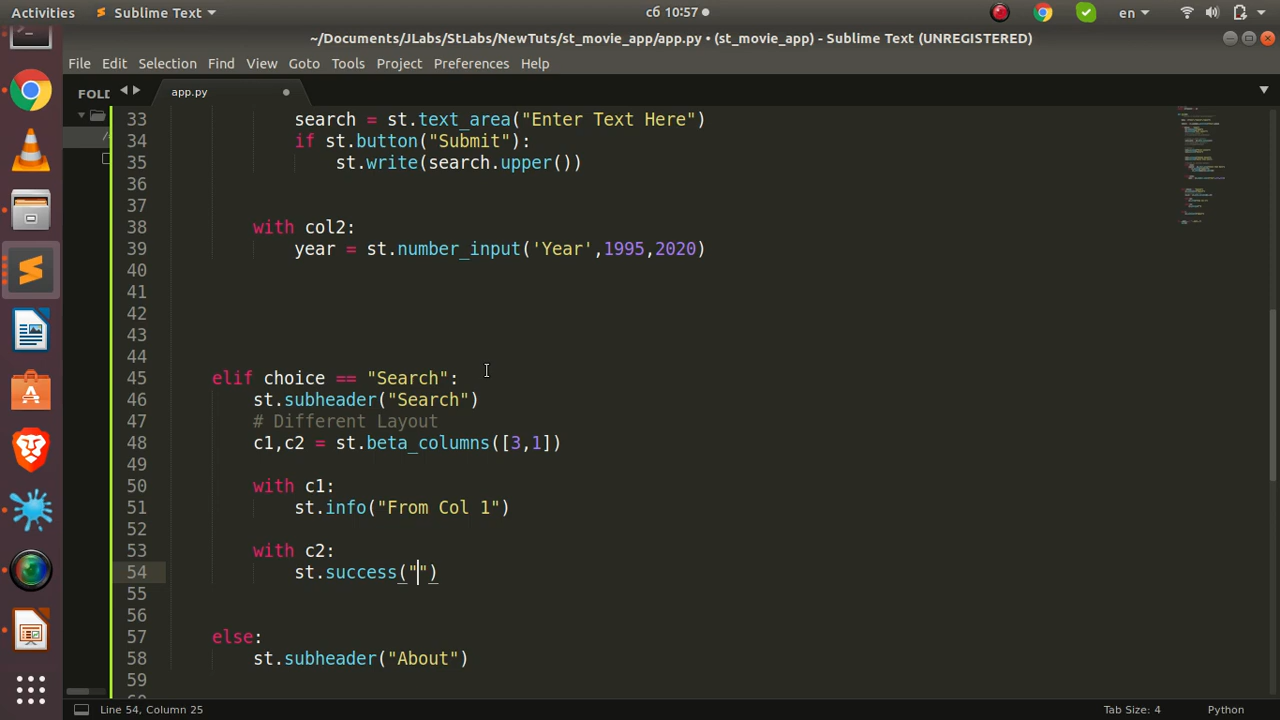 Activities Sublime Text сб 10:57 en
~/Documents/JLabs/StLabs/NewTuts/st_movie_app/app.py • (st_movie_app) - Sublime Text (UNREGISTERED)
File Edit Selection Find View Goto Tools Project Preferences Help
FOLD app.py
33 search = st.text_area("Enter Text Here")
34 if st.button("Submit"):
35 st.write(search.upper())
36
37
38 with col2:
39 year = st.number_input('Year',1995,2020)
40
41
42
43
44
45 elif choice == "Search":
46 st.subheader("Search")
47 # Different Layout
48 c1,c2 = st.beta_columns([3,1])
49
50 with c1:
51 st.info("From Col 1")
52
53 with c2:
54 st.success("")
55
56
57 else:
58 st.subheader("About")
59
Line 54, Column 25 Tab Size: 4 Python